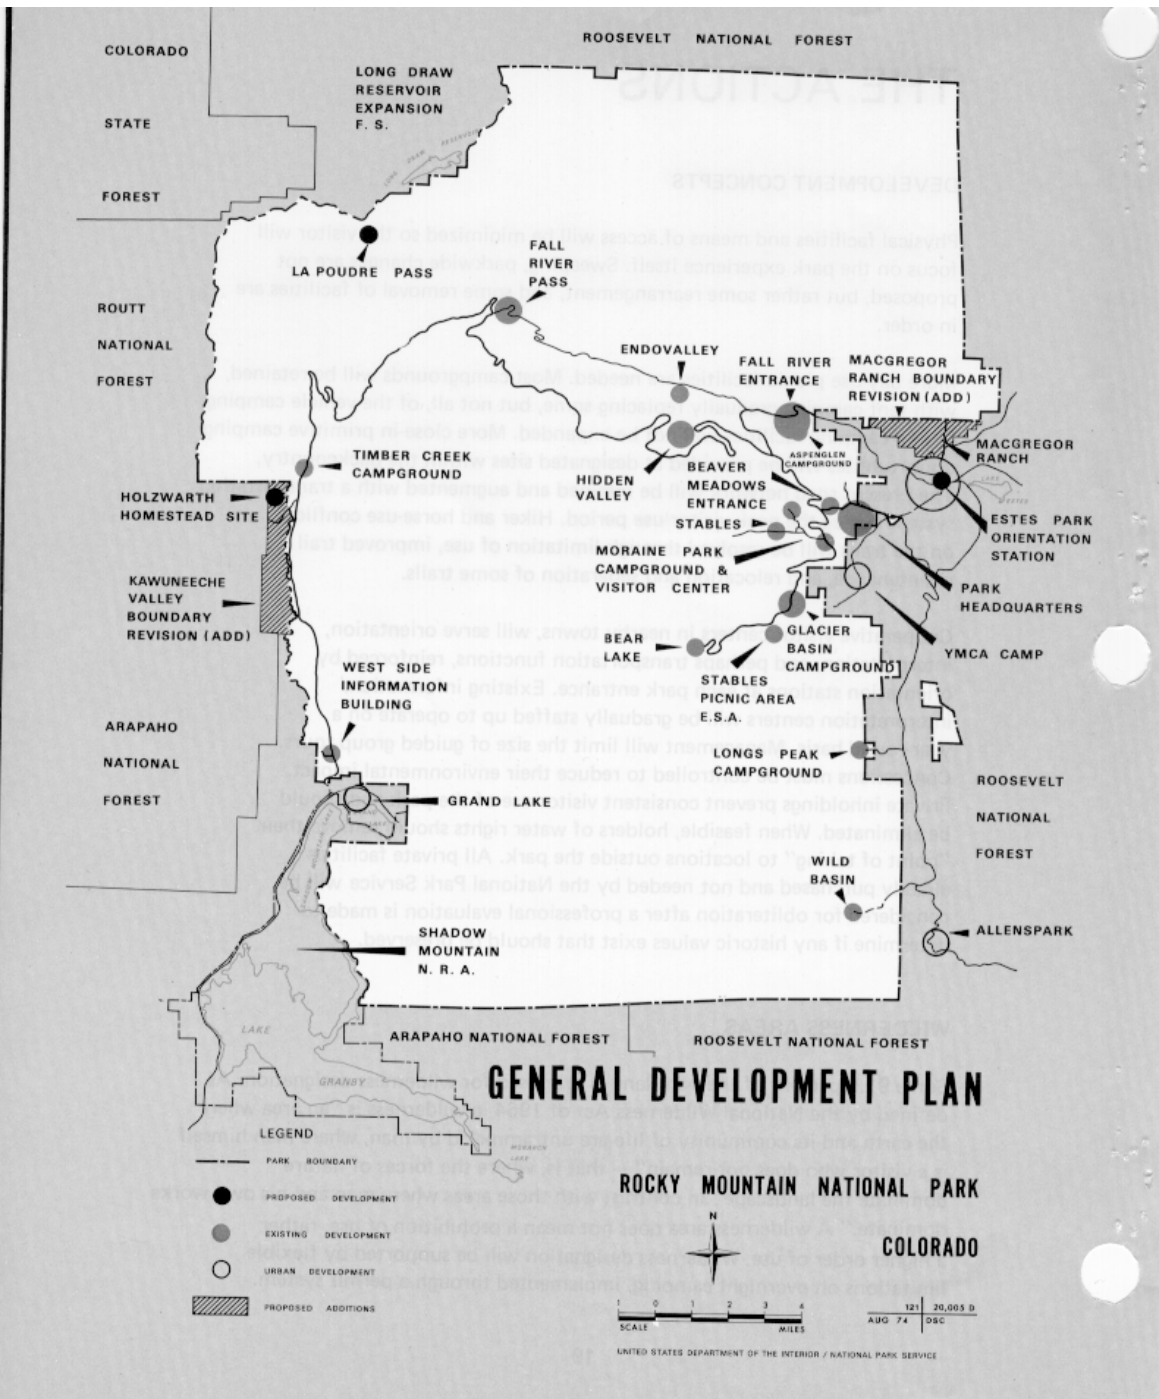 ROOSEVELT NATIONAL FOREST
COLORADO
STATE
FOREST
LONG DRAW
RESERVOIR
EXPANSION
F. S.
LA POUDRE PASS
FALL
RIVER
PASS
ROUTT
NATIONAL
FOREST
ENDOVALLEY
FALL RIVER
ENTRANCE
MACGREGOR
RANCH BOUNDARY
REVISION (ADD)
ASPENGLEN
CAMPGROUND
MACGREGOR
RANCH
TIMBER CREEK
CAMPGROUND
HIDDEN
VALLEY
BEAVER
MEADOWS
ENTRANCE
HOLZWARTH
HOMESTEAD SITE
STABLES
ESTES PARK
ORIENTATION
STATION
MORAINE PARK
CAMPGROUND &
VISITOR CENTER
KAWUNEECHE
VALLEY
BOUNDARY
REVISION (ADD)
PARK
HEADQUARTERS
BEAR
LAKE
GLACIER
BASIN
CAMPGROUND
YMCA CAMP
WEST SIDE
INFORMATION
BUILDING
STABLES
PICNIC AREA
E.S.A.
ARAPAHO
NATIONAL
FOREST
LONGS PEAK
CAMPGROUND
ROOSEVELT
NATIONAL
FOREST
GRAND LAKE
WILD
BASIN
ALLENSPARK
SHADOW
MOUNTAIN
N. R. A.
LAKE
GRANBY
ARAPAHO NATIONAL FOREST
ROOSEVELT NATIONAL FOREST
GENERAL DEVELOPMENT PLAN
LEGEND
PARK BOUNDARY
PROPOSED DEVELOPMENT
EXISTING DEVELOPMENT
URBAN DEVELOPMENT
PROPOSED ADDITIONS
ROCKY MOUNTAIN NATIONAL PARK
COLORADO
N
1 0 1 2 3 4
SCALE MILES
121 20,005 D
AUG 74 DSC
UNITED STATES DEPARTMENT OF THE INTERIOR / NATIONAL PARK SERVICE